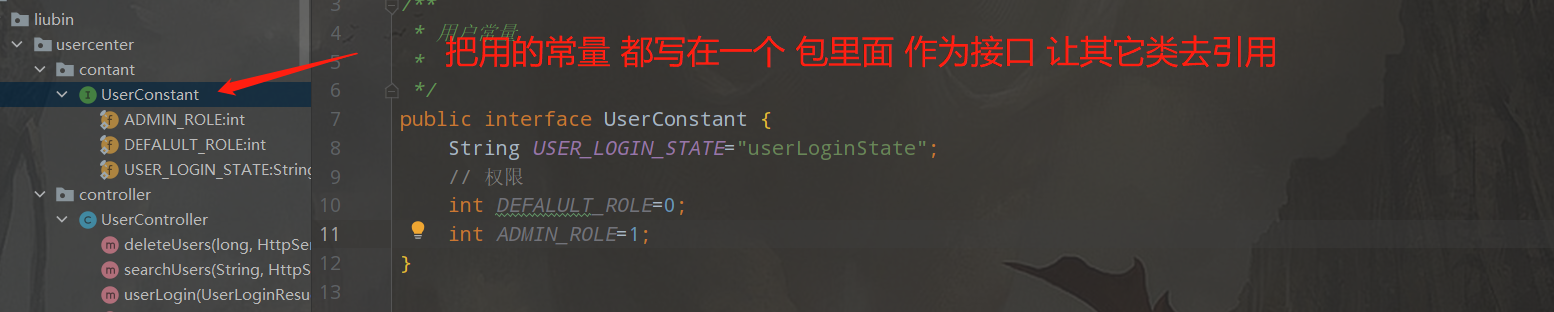 liubin
usercenter
contant
UserConstant
ADMIN_ROLE:int
DEFALULT_ROLE:int
USER_LOGIN_STATE:String
controller
UserController
deleteUsers(long, HttpSer
searchUsers(String, HttpS
userLogin(UserLoginResu
把用的常量 都写在一个 包里面 作为接口 让其它类去引用
3 /**
4 * 用户常量
5 *
6 */
7 public interface UserConstant {
8 String USER_LOGIN_STATE="userLoginState";
9 // 权限
10 int DEFALULT_ROLE=0;
11 int ADMIN_ROLE=1;
12 }
13